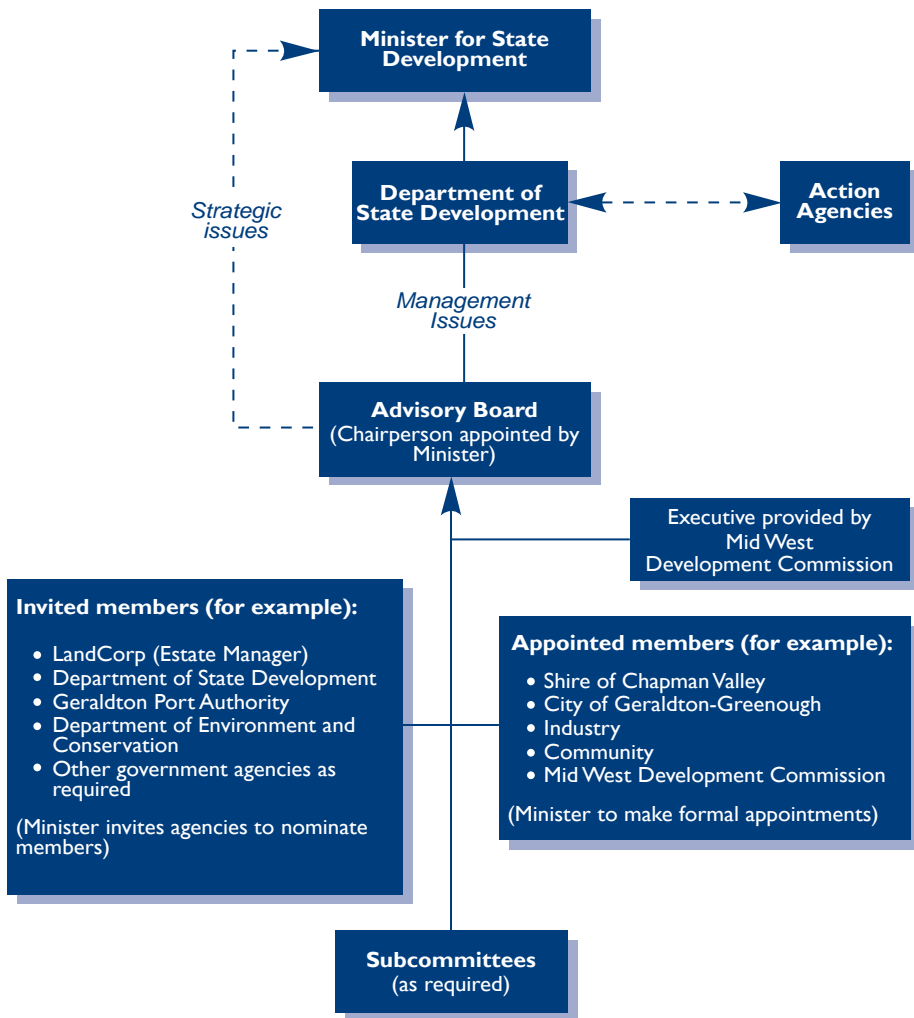 Minister for State
Development
Department of
State Development
Action
Agencies
Strategic
issues
Management
Issues
Advisory Board
(Chairperson appointed by
Minister)
Executive provided by
Mid West
Development Commission
Invited members (for example):
• LandCorp (Estate Manager)
• Department of State Development
• Geraldton Port Authority
• Department of Environment and
Conservation
• Other government agencies as
required
(Minister invites agencies to nominate
members)
Appointed members (for example):
• Shire of Chapman Valley
• City of Geraldton-Greenough
• Industry
• Community
• Mid West Development Commission
(Minister to make formal appointments)
Subcommittees
(as required)